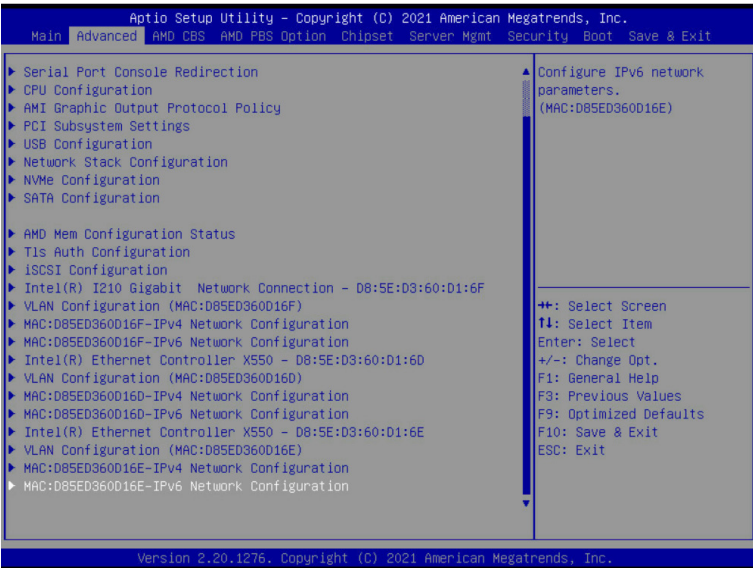 Aptio Setup Utility – Copyright (C) 2021 American Megatrends, Inc.
Main Advanced AMD CBS AMD PBS Option Chipset Server Mgmt Security Boot Save & Exit
▶ Serial Port Console Redirection
▶ CPU Configuration
▶ AMI Graphic Output Protocol Policy
▶ PCI Subsystem Settings
▶ USB Configuration
▶ Network Stack Configuration
▶ NVMe Configuration
▶ SATA Configuration
▶ AMD Mem Configuration Status
▶ Tls Auth Configuration
▶ iSCSI Configuration
▶ Intel(R) I210 Gigabit  Network Connection – D8:5E:D3:60:D1:6F
▶ VLAN Configuration (MAC:D85ED360D16F)
▶ MAC:D85ED360D16F-IPv4 Network Configuration
▶ MAC:D85ED360D16F-IPv6 Network Configuration
▶ Intel(R) Ethernet Controller X550 – D8:5E:D3:60:D1:6D
▶ VLAN Configuration (MAC:D85ED360D16D)
▶ MAC:D85ED360D16D-IPv4 Network Configuration
▶ MAC:D85ED360D16D-IPv6 Network Configuration
▶ Intel(R) Ethernet Controller X550 – D8:5E:D3:60:D1:6E
▶ VLAN Configuration (MAC:D85ED360D16E)
▶ MAC:D85ED360D16E-IPv4 Network Configuration
▶ MAC:D85ED360D16E-IPv6 Network Configuration
Configure IPv6 network
parameters.
(MAC:D85ED360D16E)
→←: Select Screen
↑↓: Select Item
Enter: Select
+/-: Change Opt.
F1: General Help
F3: Previous Values
F9: Optimized Defaults
F10: Save & Exit
ESC: Exit
Version 2.20.1276. Copyright (C) 2021 American Megatrends, Inc.